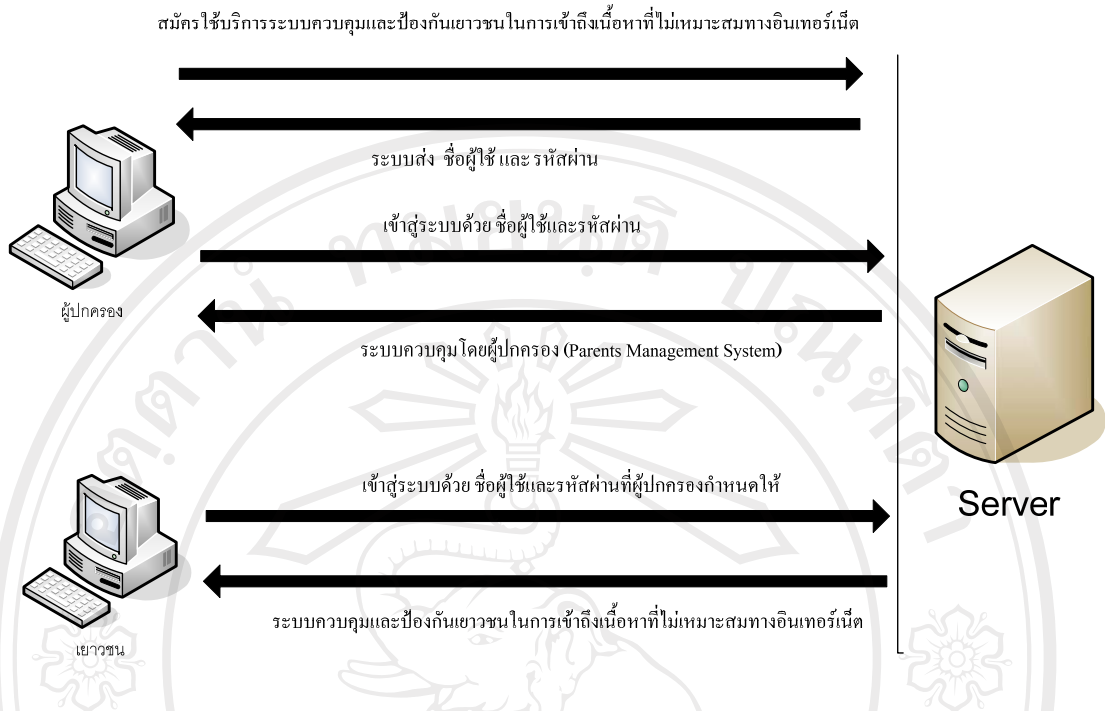 สมัครใช้บริการระบบควบคุมและป้องกันเยาวชนในการเข้าถึงเนื้อหาที่ไม่เหมาะสมทางอินเทอร์เน็ต
ระบบส่ง ชื่อผู้ใช้ และ รหัสผ่าน
เข้าสู่ระบบด้วย ชื่อผู้ใช้และรหัสผ่าน
ผู้ปกครอง
ระบบควบคุมโดยผู้ปกครอง (Parents Management System)
เข้าสู่ระบบด้วย ชื่อผู้ใช้และรหัสผ่านที่ผู้ปกครองกำหนดให้
Server
ระบบควบคุมและป้องกันเยาวชนในการเข้าถึงเนื้อหาที่ไม่เหมาะสมทางอินเทอร์เน็ต
เยาวชน